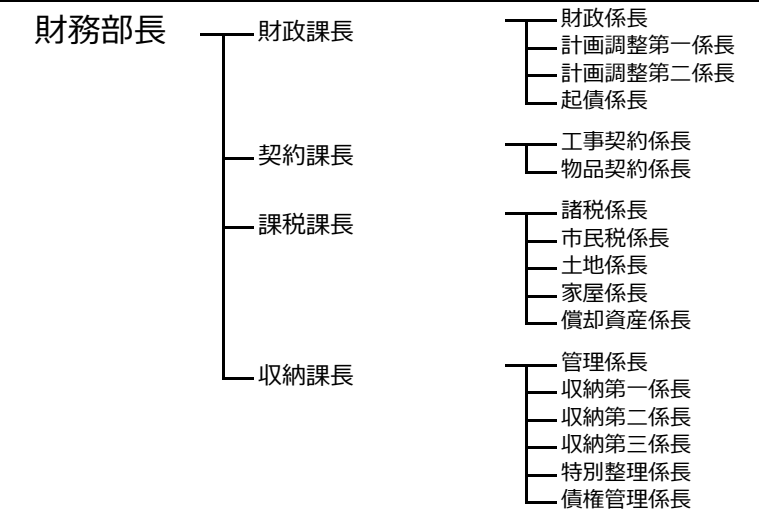 財務部長
財政課長
財政係長
計画調整第一係長
計画調整第二係長
起債係長
契約課長
工事契約係長
物品契約係長
課税課長
諸税係長
市民税係長
土地係長
家屋係長
償却資産係長
収納課長
管理係長
収納第一係長
収納第二係長
収納第三係長
特別整理係長
債権管理係長